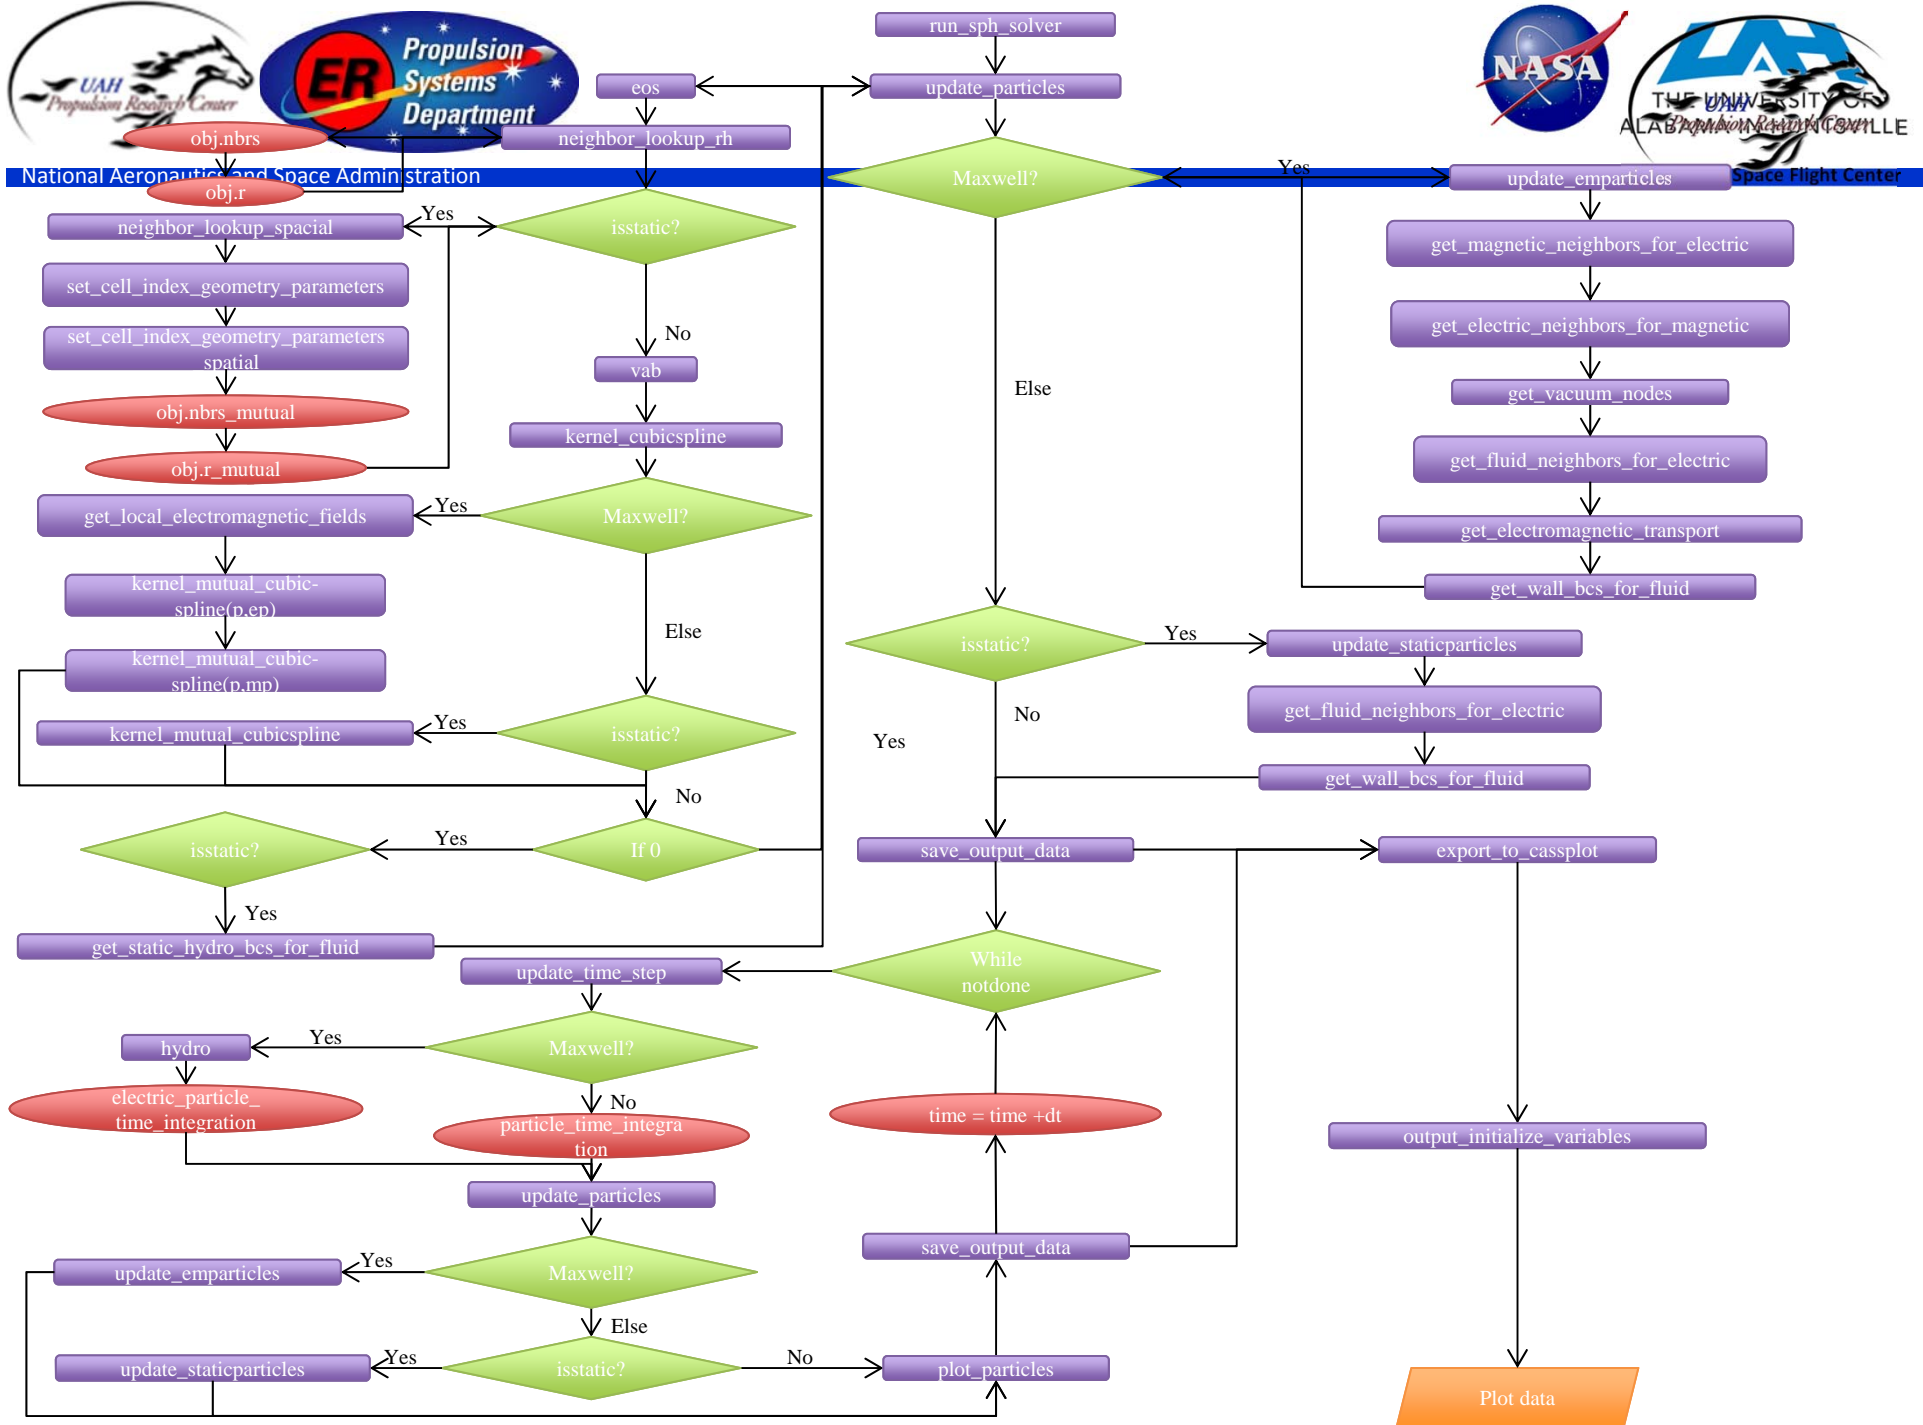 UAH
Propulsion Research Center
ER
Propulsion
Systems
Department
NASA
UAH
THE UNIVERSITY OF
ALABAMA IN HUNTSVILLE
UAH
Propulsion Research Center
National Aeronautics and Space Administration
Space Flight Center
run_sph_solver
eos
update_particles
obj.nbrs
neighbor_lookup_rh
obj.r
Maxwell?
Yes
update_emparticles
neighbor_lookup_spacial
Yes
isstatic?
get_magnetic_neighbors_for_electric
set_cell_index_geometry_parameters
set_cell_index_geometry_parameters
spatial
No
get_electric_neighbors_for_magnetic
vab
Else
get_vacuum_nodes
obj.nbrs_mutual
kernel_cubicspline
obj.r_mutual
get_fluid_neighbors_for_electric
get_local_electromagnetic_fields
Yes
Maxwell?
get_electromagnetic_transport
kernel_mutual_cubic-
spline(p,ep)
get_wall_bcs_for_fluid
Else
kernel_mutual_cubic-
spline(p,mp)
isstatic?
Yes
update_staticparticles
get_fluid_neighbors_for_electric
No
kernel_mutual_cubicspline
Yes
isstatic?
Yes
get_wall_bcs_for_fluid
No
isstatic?
Yes
If 0
save_output_data
export_to_cassplot
Yes
get_static_hydro_bcs_for_fluid
update_time_step
While
notdone
hydro
Yes
Maxwell?
electric_particle_
time_integration
No
particle_time_integra
tion
time = time +dt
output_initialize_variables
update_particles
save_output_data
update_emparticles
Yes
Maxwell?
Else
update_staticparticles
Yes
isstatic?
No
plot_particles
Plot data